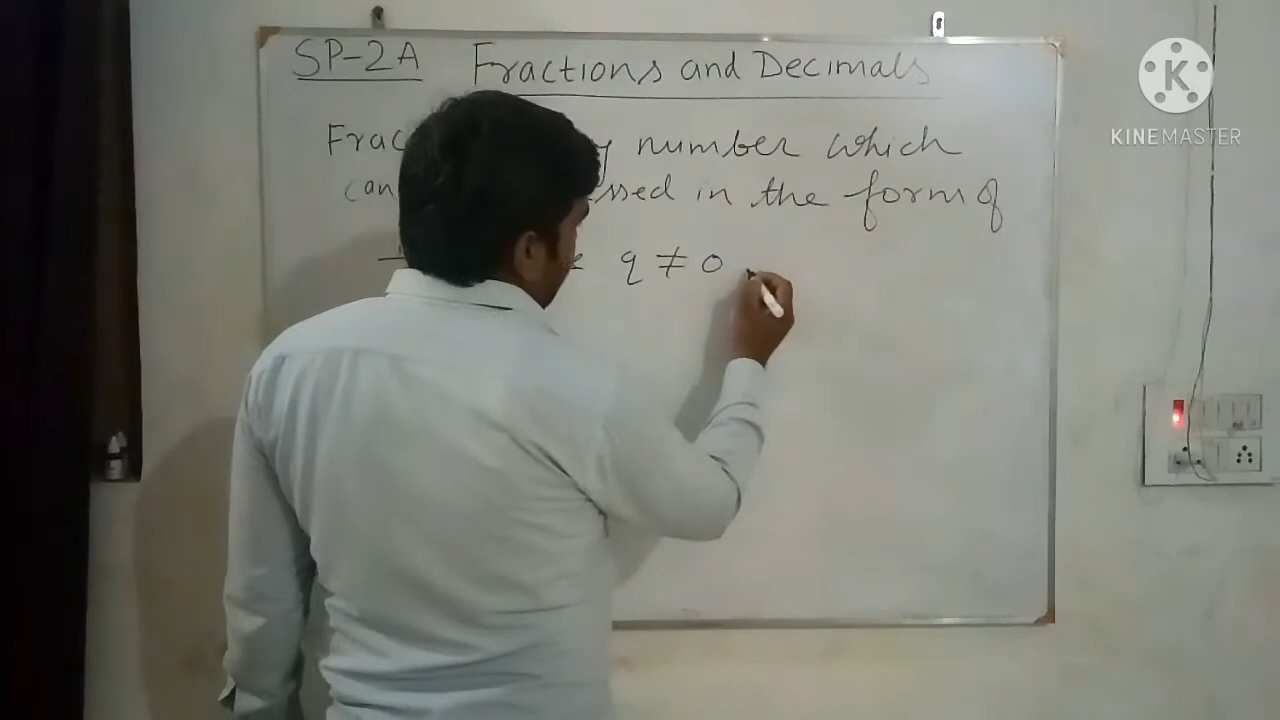 SP-2A Fractions and Decimals
Frac number which
can ssed in the form of
q ≠ 0
K
KINEMASTER